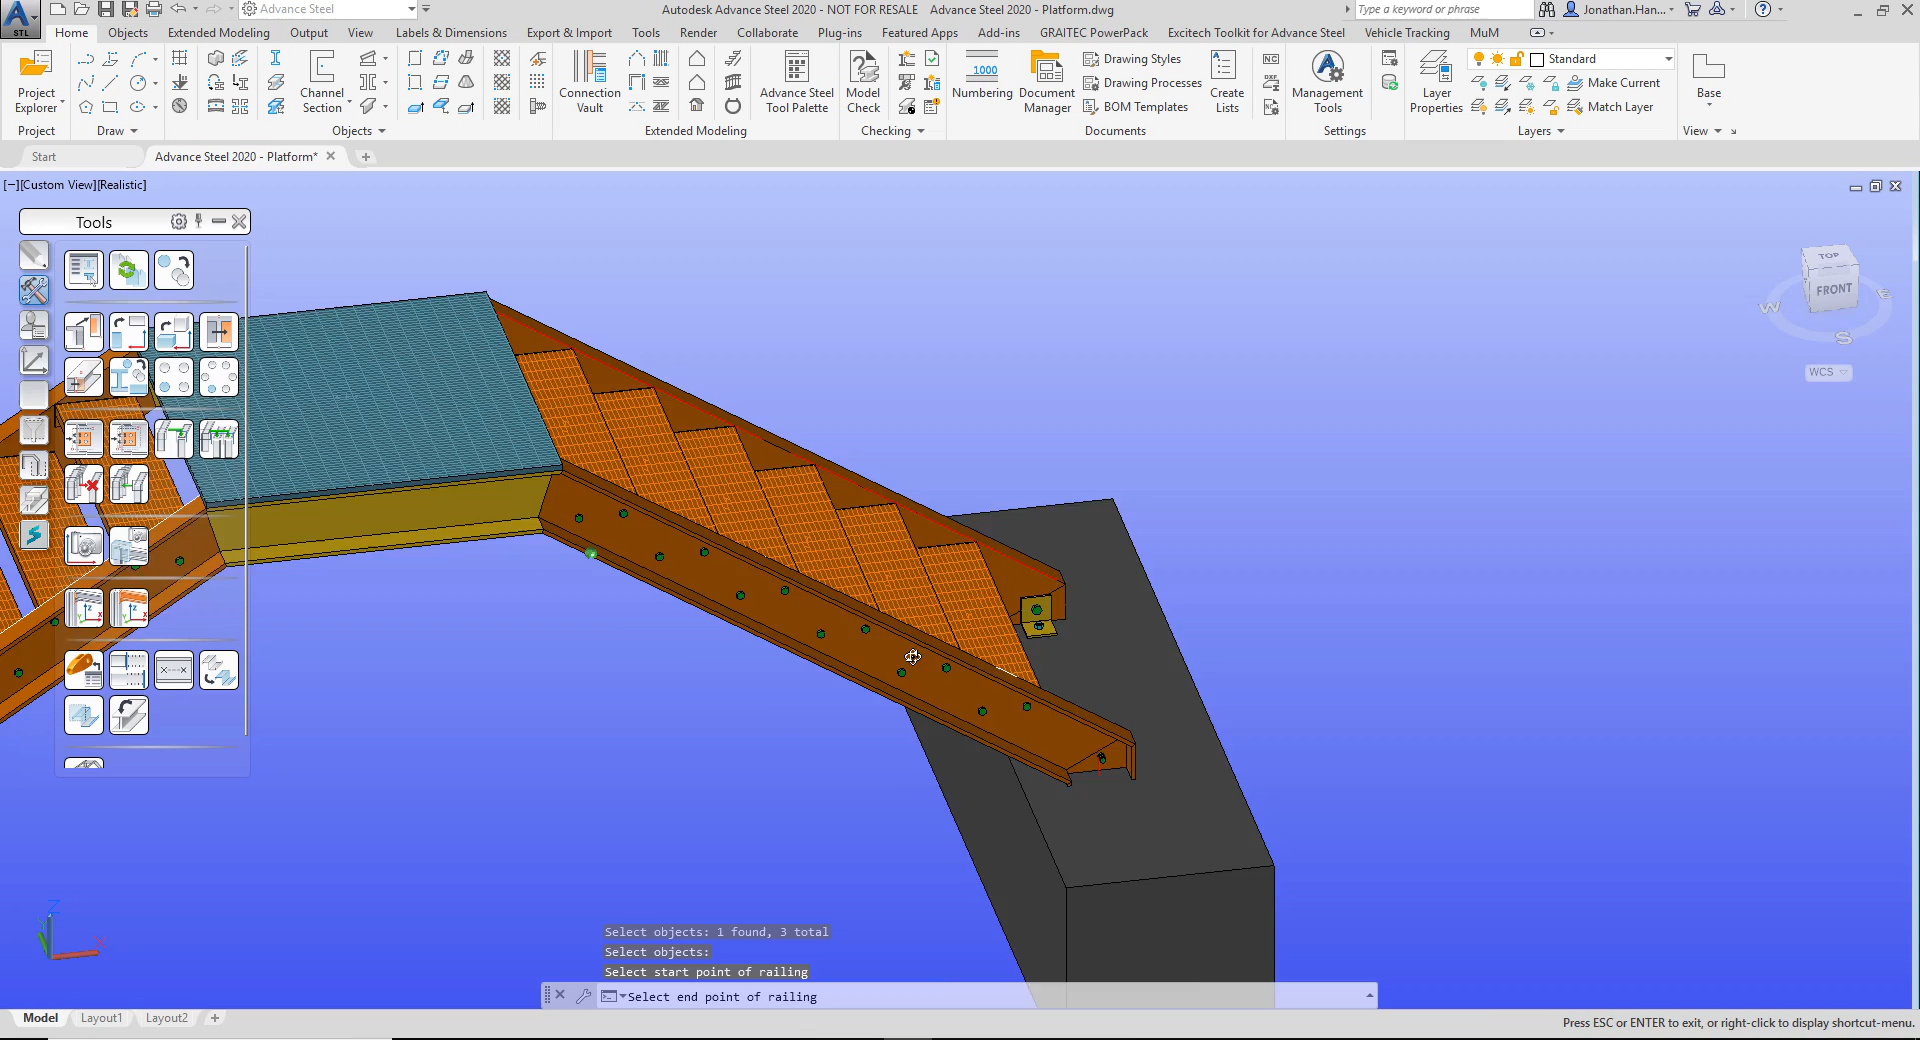 Advance Steel
Autodesk Advance Steel 2020 - NOT FOR RESALE Advance Steel 2020 - Platform.dwg
Type a keyword or phrase
Jonathan.Han...
STL
Home Objects Extended Modeling Output View Labels & Dimensions Export & Import Tools Render Collaborate Plug-ins Featured Apps Add-ins GRAITEC PowerPack Excitech Toolkit for Advance Steel Vehicle Tracking MuM
Project Explorer
Channel Section
Connection Vault
Advance Steel Tool Palette
Model Check
1000
Numbering
Document Manager
Drawing Styles
Drawing Processes
BOM Templates
Create Lists
NC
DXF
NC
Management Tools
Layer Properties
Standard
Make Current
Match Layer
Base
Project Draw Objects Extended Modeling Checking Documents Settings Layers View
Start Advance Steel 2020 - Platform*
[−][Custom View][Realistic]
Tools
TOP
FRONT
W
E
S
WCS
Z
X
Select objects: 1 found, 3 total
Select objects:
Select start point of railing
Select end point of railing
Model Layout1 Layout2
Press ESC or ENTER to exit, or right-click to display shortcut-menu.